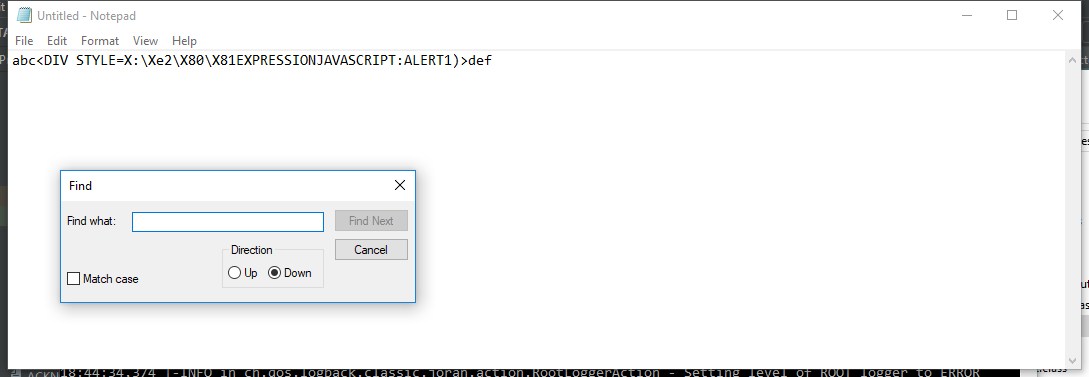 Untitled - Notepad
File Edit Format View Help
abc<DIV STYLE=X:\Xe2\X80\X81EXPRESSIONJAVASCRIPT:ALERT1)>def
Find
Find what:
Find Next
Direction
Cancel
Up Down
Match case
18:44:34,374 |-INFO in ch.qos.logback.classic.joran.action.RootLoggerAction - Setting level of ROOT logger to ERROR